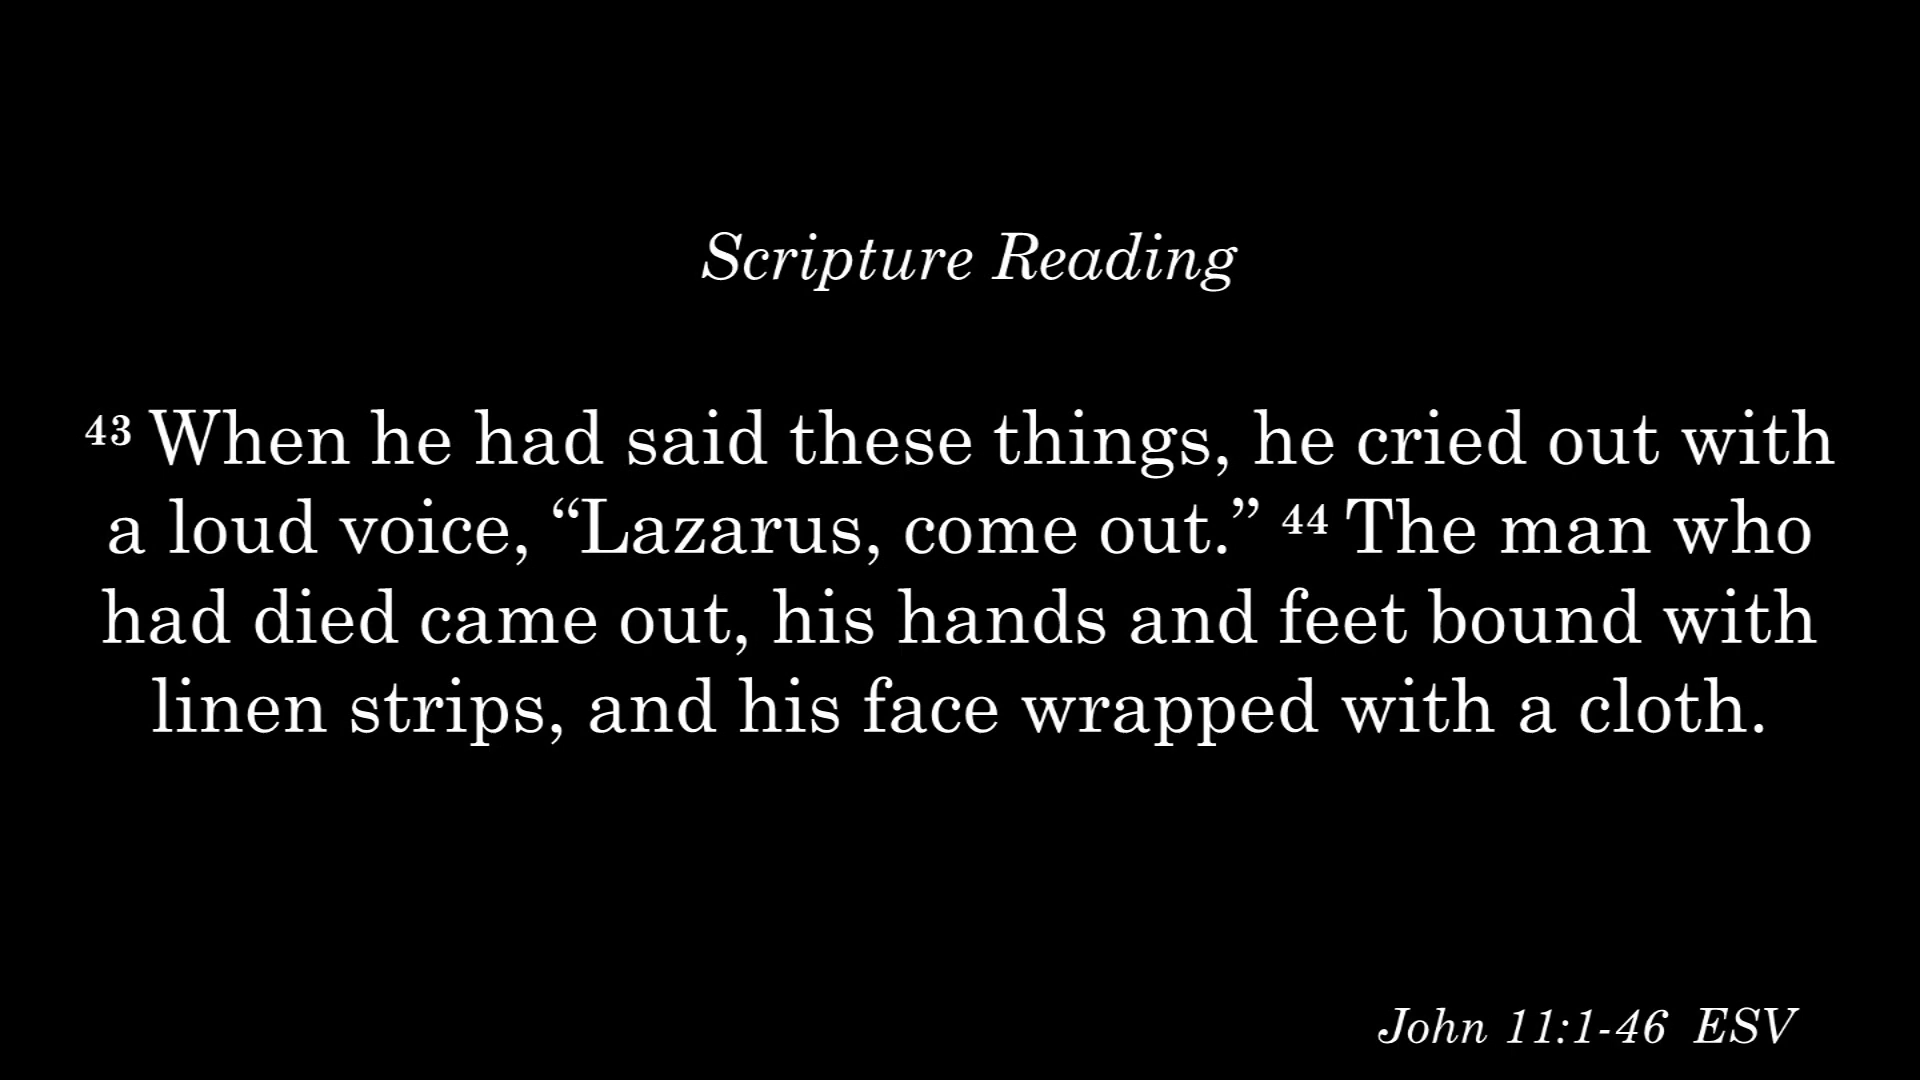 Scripture Reading
⁴³ When he had said these things, he cried out with
a loud voice, “Lazarus, come out.” ⁴⁴ The man who
had died came out, his hands and feet bound with
linen strips, and his face wrapped with a cloth.
John 11:1-46 ESV